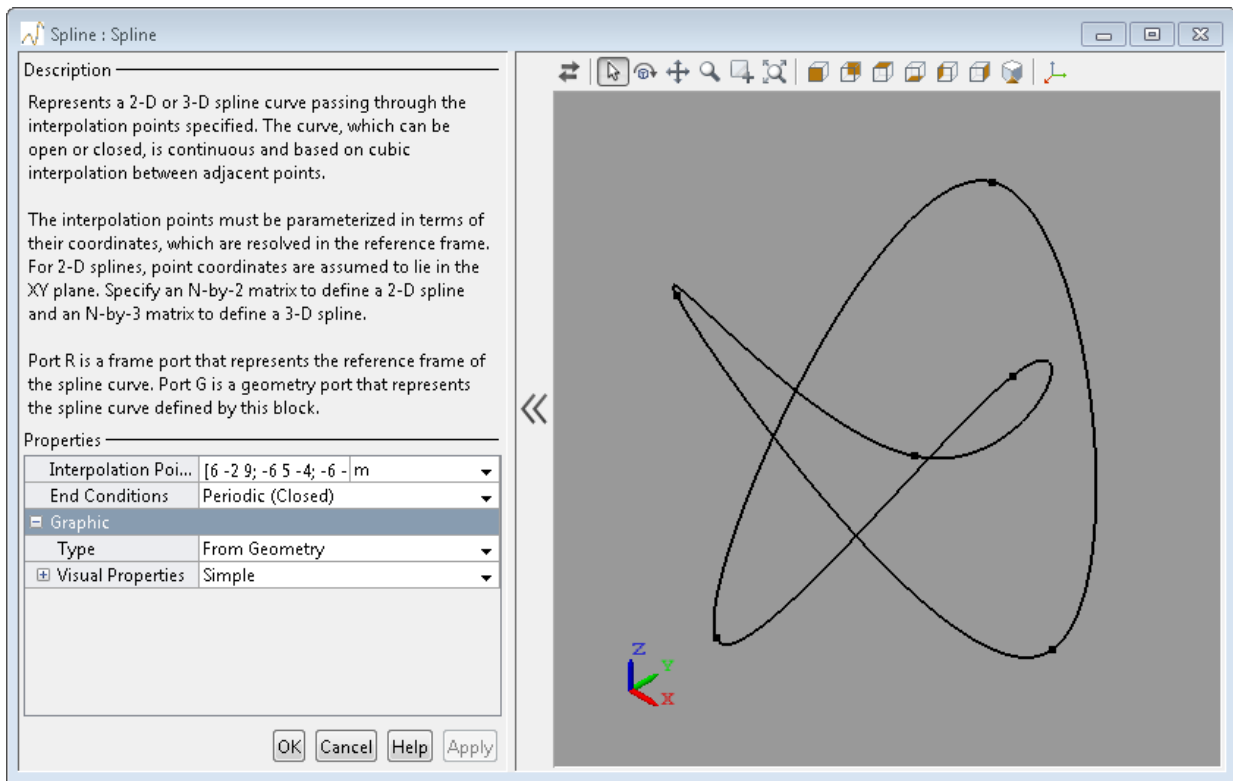 Spline : Spline
Description
Represents a 2-D or 3-D spline curve passing through the
interpolation points specified. The curve, which can be
open or closed, is continuous and based on cubic
interpolation between adjacent points.
The interpolation points must be parameterized in terms of
their coordinates, which are resolved in the reference frame.
For 2-D splines, point coordinates are assumed to lie in the
XY plane. Specify an N-by-2 matrix to define a 2-D spline
and an N-by-3 matrix to define a 3-D spline.
Port R is a frame port that represents the reference frame of
the spline curve. Port G is a geometry port that represents
the spline curve defined by this block.
Properties
Interpolation Poi... [6 -2 9; -6 5 -4; -6 - m
End Conditions Periodic (Closed)
Graphic
Type From Geometry
Visual Properties Simple
OK Cancel Help Apply
Z
Y
X